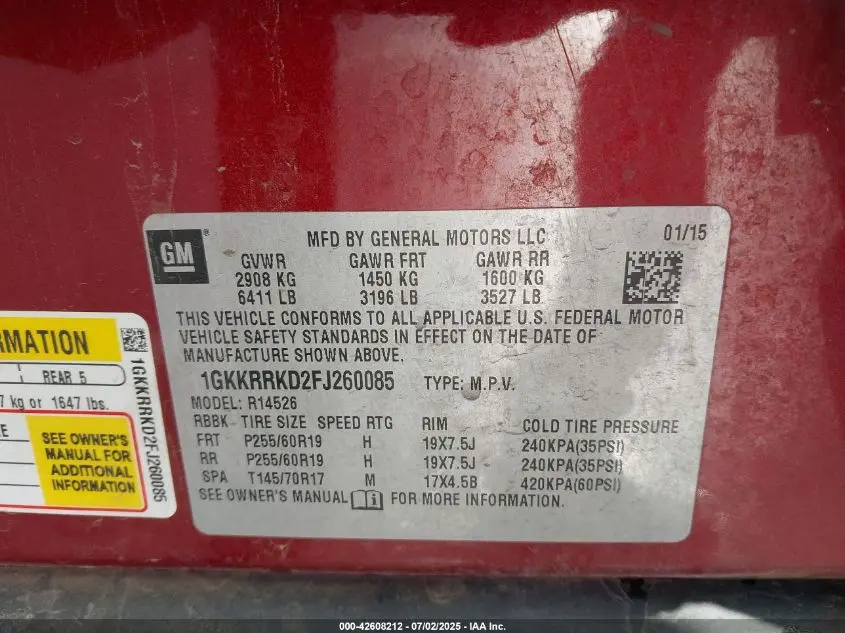 GM
MFD BY GENERAL MOTORS LLC 01/15
GVWR GAWR FRT GAWR RR
2908 KG 1450 KG 1600 KG
6411 LB 3196 LB 3527 LB
THIS VEHICLE CONFORMS TO ALL APPLICABLE U.S. FEDERAL MOTOR
VEHICLE SAFETY STANDARDS IN EFFECT ON THE DATE OF
MANUFACTURE SHOWN ABOVE.
1GKKRRKD2FJ260085 TYPE: M.P.V.
MODEL: R14526
RBBK- TIRE SIZE SPEED RTG RIM COLD TIRE PRESSURE
FRT P255/60R19 H 19X7.5J 240KPA(35PSI)
RR P255/60R19 H 19X7.5J 240KPA(35PSI)
SPA T145/70R17 M 17X4.5B 420KPA(60PSI)
SEE OWNER'S MANUAL i FOR MORE INFORMATION.
RMATION
REAR 5
7 kg or 1647 lbs.
E
SEE OWNER'S
MANUAL FOR
ADDITIONAL
INFORMATION
1GKKRRKD2FJ260085
000-42608212 - 07/02/2025 - IAA Inc.